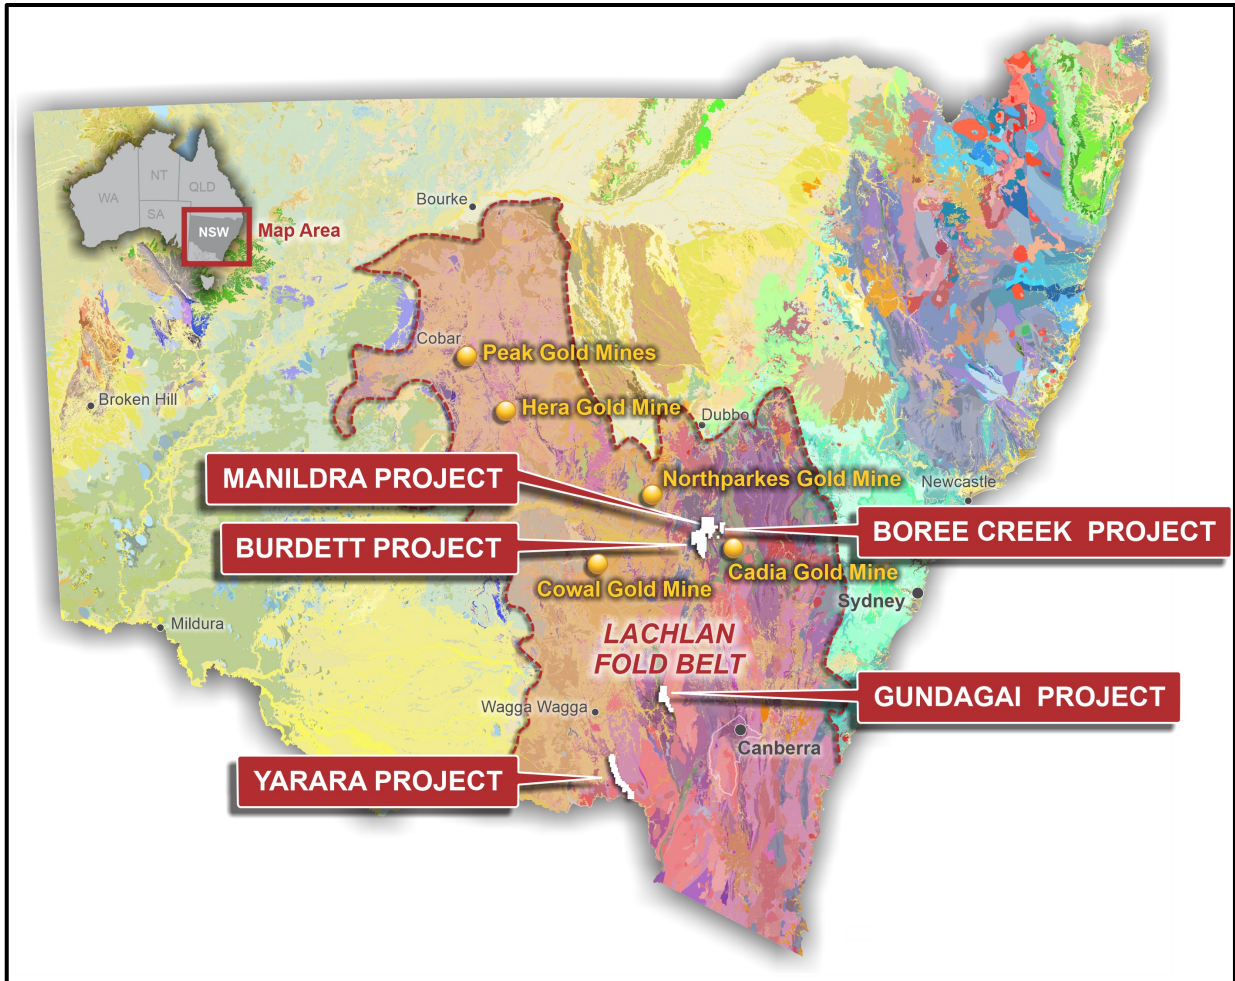 WA
NT
QLD
SA
NSW
Map Area
Bourke
Cobar
Peak Gold Mines
Broken Hill
Hera Gold Mine
Dubbo
MANILDRA PROJECT
Northparkes Gold Mine
Newcastle
BURDETT PROJECT
BOREE CREEK PROJECT
Cadia Gold Mine
Cowal Gold Mine
Sydney
Mildura
LACHLAN
FOLD BELT
GUNDAGAI PROJECT
Wagga Wagga
Canberra
YARARA PROJECT